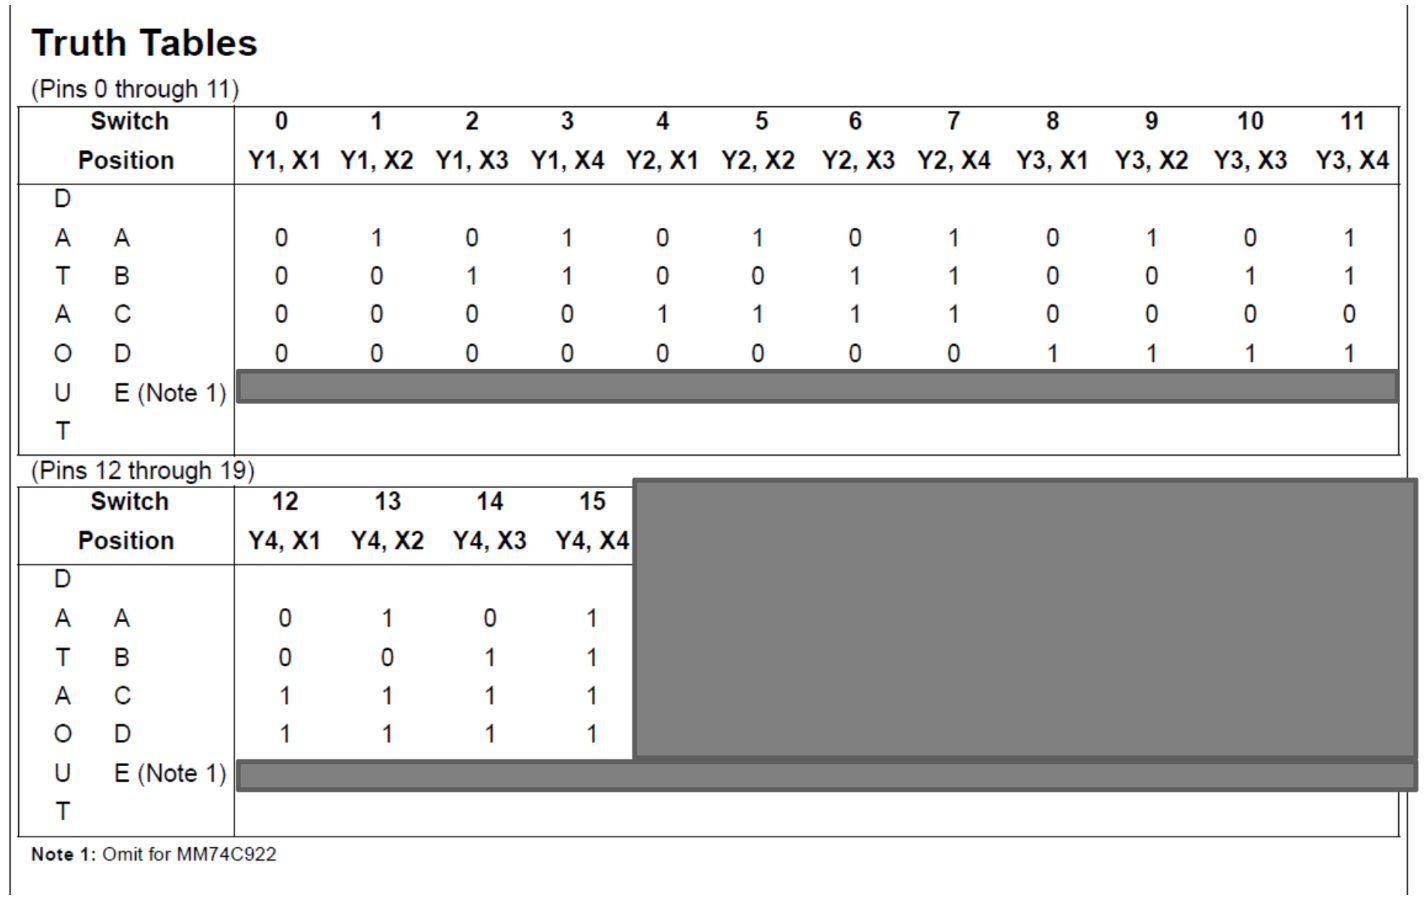 Truth Tables
(Pins 0 through 11)
Switch 0 1 2 3 4 5 6 7 8 9 10 11
Position Y1, X1 Y1, X2 Y1, X3 Y1, X4 Y2, X1 Y2, X2 Y2, X3 Y2, X4 Y3, X1 Y3, X2 Y3, X3 Y3, X4
D
A A 0 1 0 1 0 1 0 1 0 1 0 1
T B 0 0 1 1 0 0 1 1 0 0 1 1
A C 0 0 0 0 1 1 1 1 0 0 0 0
O D 0 0 0 0 0 0 0 0 1 1 1 1
U E (Note 1)
T
(Pins 12 through 19)
Switch 12 13 14 15
Position Y4, X1 Y4, X2 Y4, X3 Y4, X4
D
A A 0 1 0 1
T B 0 0 1 1
A C 1 1 1 1
O D 1 1 1 1
U E (Note 1)
T
Note 1: Omit for MM74C922